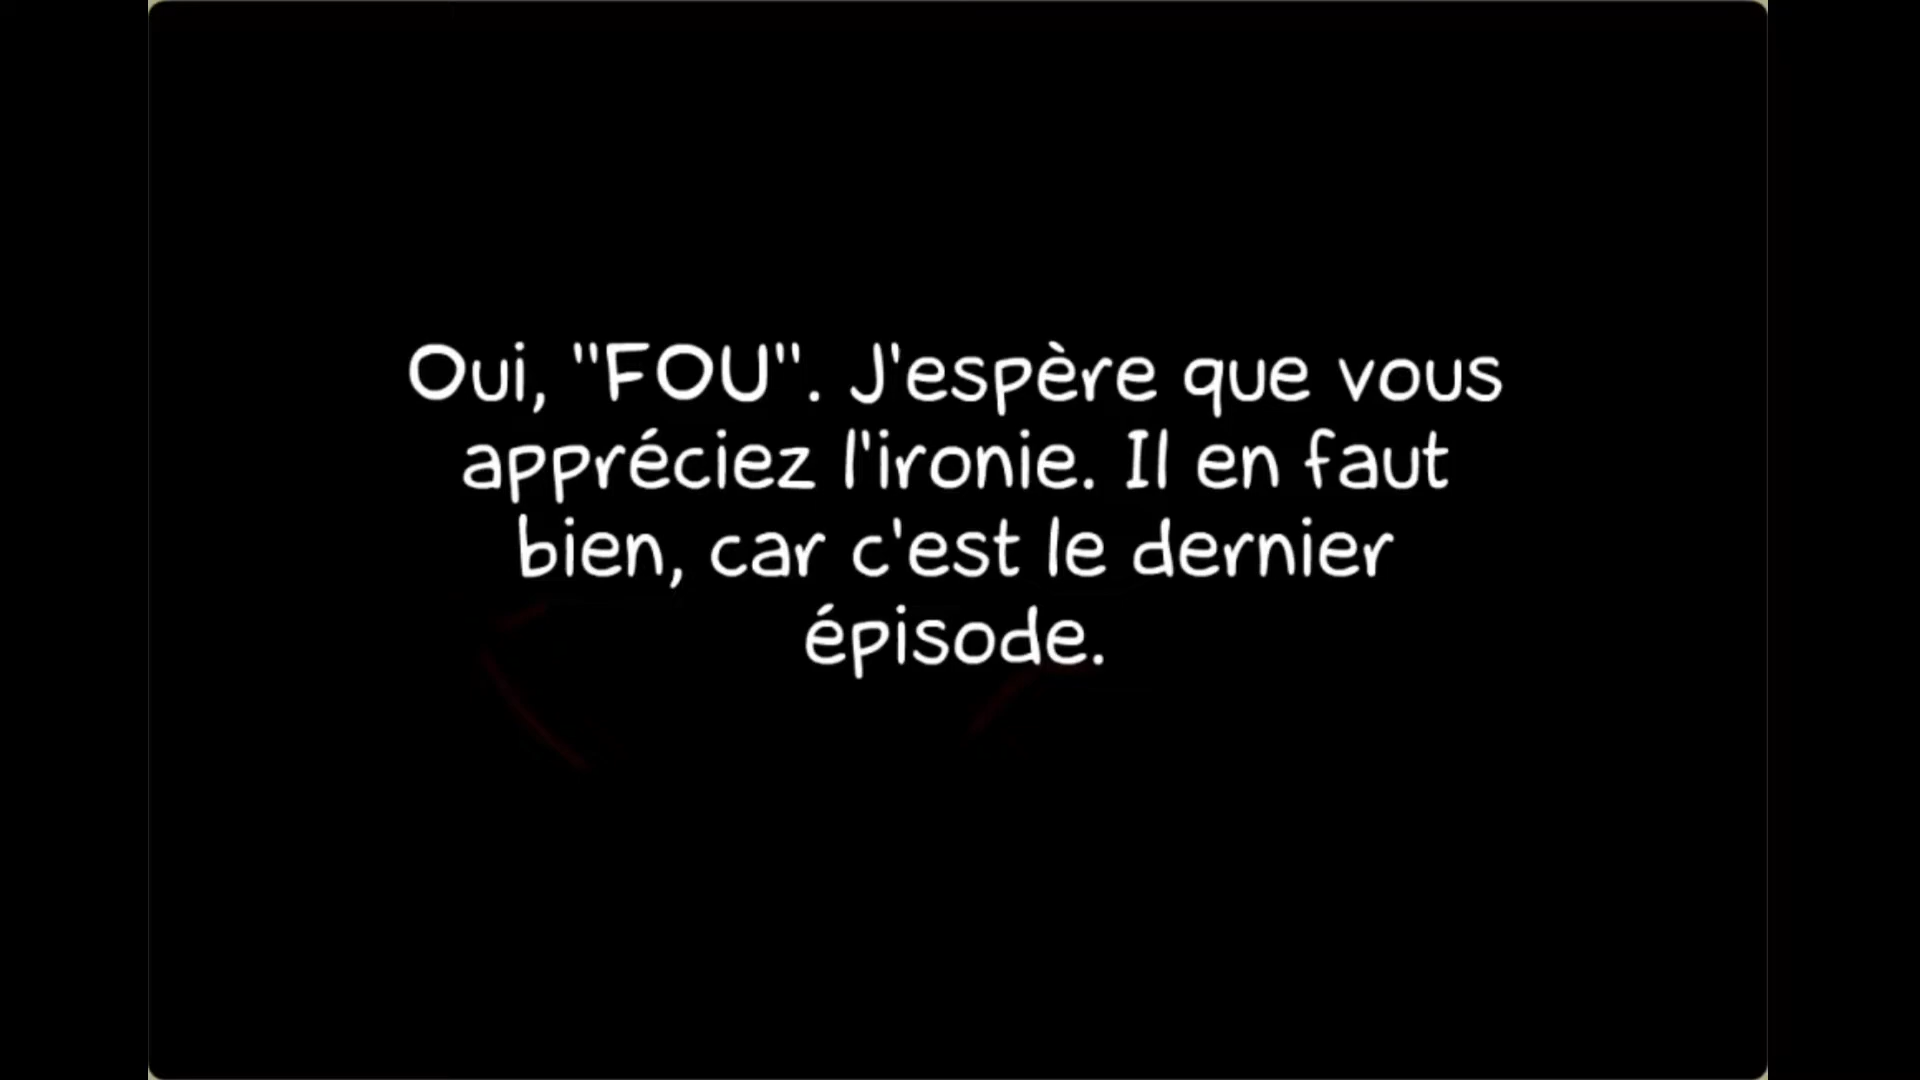 Oui, "FOU". J'espère que vous
appréciez l'ironie. Il en faut
bien, car c'est le dernier
épisode.